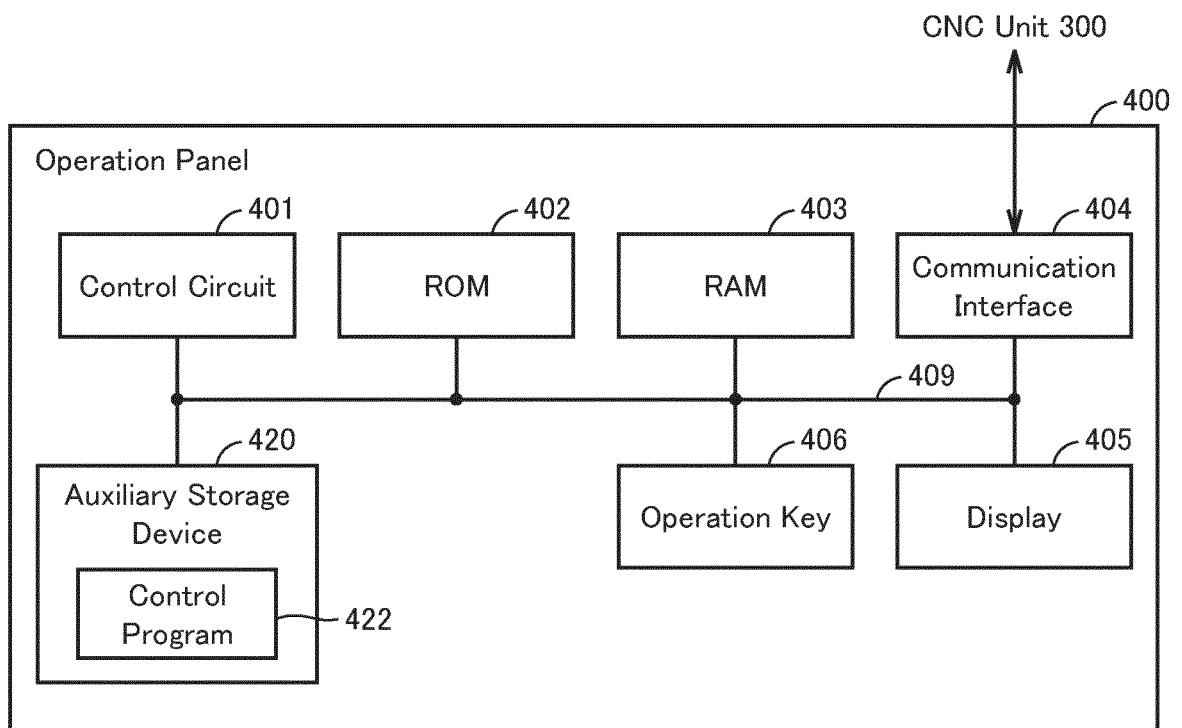 CNC Unit 300
400
Operation Panel
401
402
403
404
Control Circuit
ROM
RAM
Communication
Interface
409
420
406
405
Auxiliary Storage
Device
Operation Key
Display
Control
Program
422